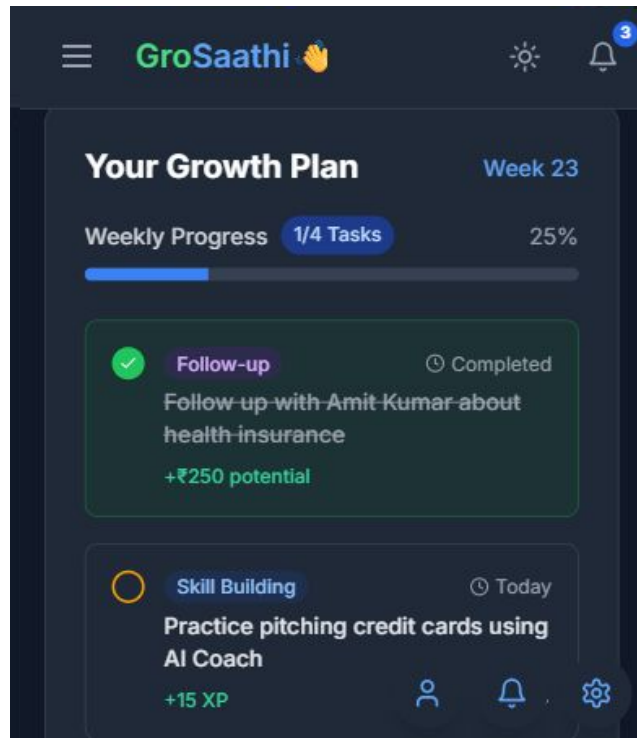 GroSaathi 👋
3
Your Growth Plan
Week 23
Weekly Progress
1/4 Tasks
25%
Follow-up
Completed
Follow up with Amit Kumar about
health insurance
+₹250 potential
Skill Building
Today
Practice pitching credit cards using
AI Coach
+15 XP